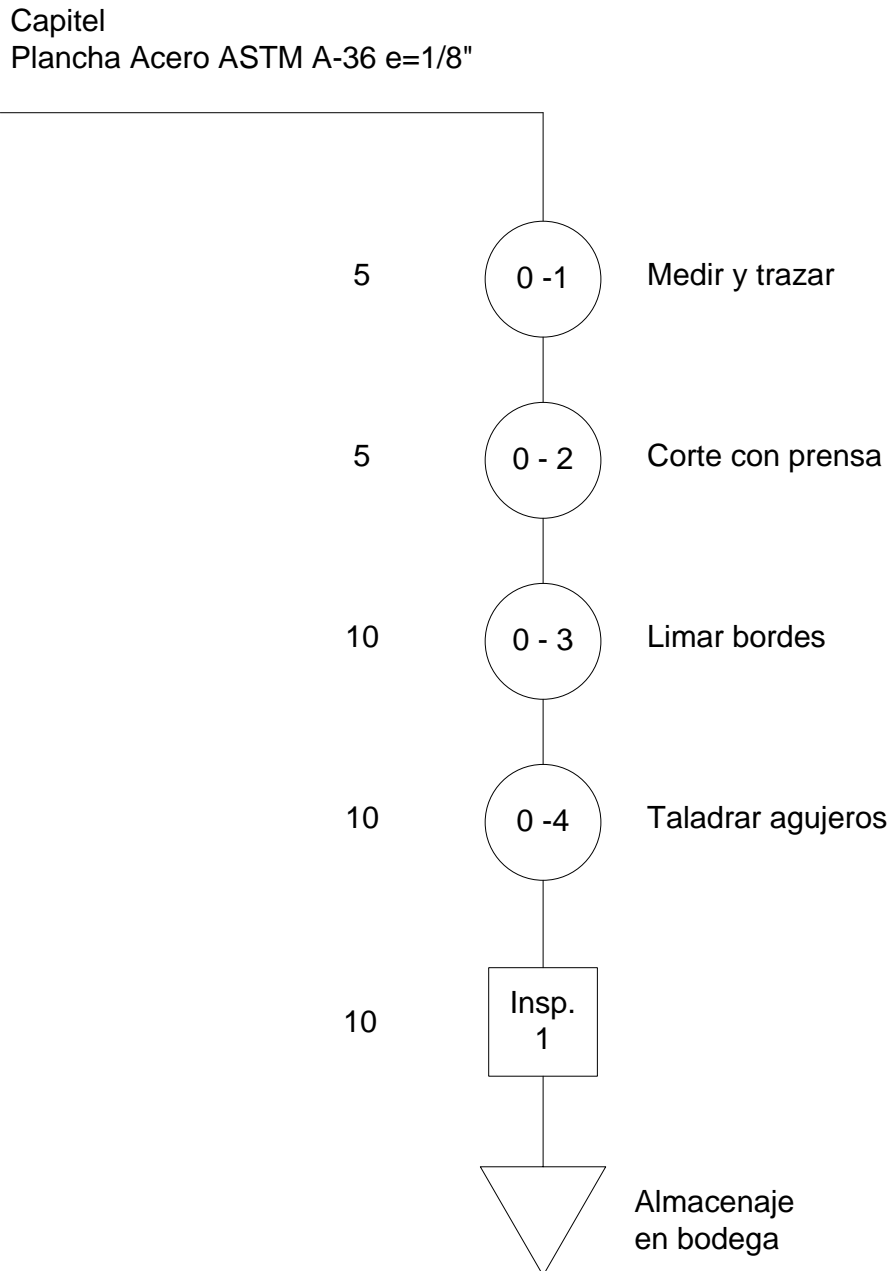 Capitel
Plancha Acero ASTM A-36 e=1/8"
5
0 -1
Medir y trazar
5
0 - 2
Corte con prensa
10
0 - 3
Limar bordes
10
0 -4
Taladrar agujeros
10
Insp.
1
Almacenaje
en bodega